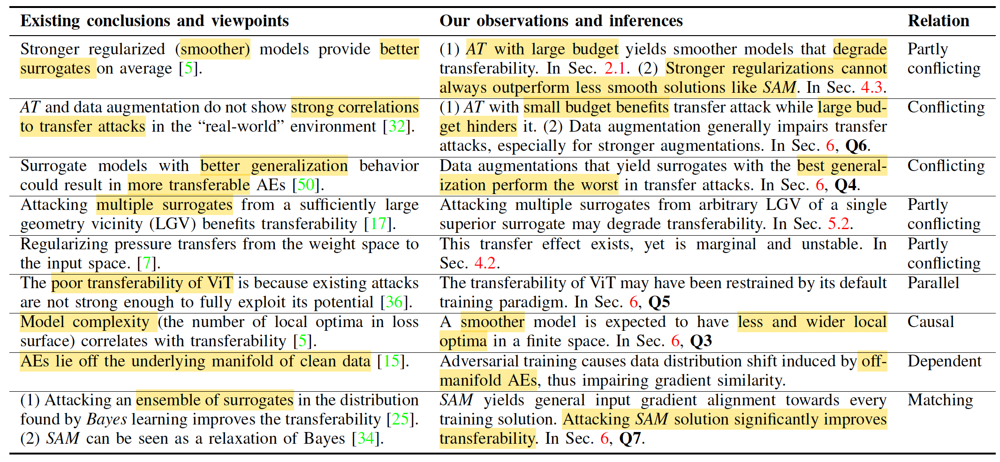 Existing conclusions and viewpoints Our observations and inferences Relation
Stronger regularized (smoother) models provide better
surrogates on average [5].
(1) AT with large budget yields smoother models that degrade
transferability. In Sec. 2.1. (2) Stronger regularizations cannot
always outperform less smooth solutions like SAM. In Sec. 4.3.
Partly
conflicting
AT and data augmentation do not show strong correlations
to transfer attacks in the “real-world” environment [32].
(1) AT with small budget benefits transfer attack while large bud-
get hinders it. (2) Data augmentation generally impairs transfer
attacks, especially for stronger augmentations. In Sec. 6, Q6.
Conflicting
Surrogate models with better generalization behavior
could result in more transferable AEs [50].
Data augmentations that yield surrogates with the best general-
ization perform the worst in transfer attacks. In Sec. 6, Q4.
Conflicting
Attacking multiple surrogates from a sufficiently large
geometry vicinity (LGV) benefits transferability [17].
Attacking multiple surrogates from arbitrary LGV of a single
superior surrogate may degrade transferability. In Sec. 5.2.
Partly
conflicting
Regularizing pressure transfers from the weight space to
the input space. [7].
This transfer effect exists, yet is marginal and unstable. In
Sec. 4.2.
Partly
conflicting
The poor transferability of ViT is because existing attacks
are not strong enough to fully exploit its potential [36].
The transferability of ViT may have been restrained by its default
training paradigm. In Sec. 6, Q5
Parallel
Model complexity (the number of local optima in loss
surface) correlates with transferability [5].
A smoother model is expected to have less and wider local
optima in a finite space. In Sec. 6, Q3
Causal
AEs lie off the underlying manifold of clean data [15].
Adversarial training causes data distribution shift induced by off-
manifold AEs, thus impairing gradient similarity.
Dependent
(1) Attacking an ensemble of surrogates in the distribution
found by Bayes learning improves the transferability [25].
(2) SAM can be seen as a relaxation of Bayes [34].
SAM yields general input gradient alignment towards every
training solution. Attacking SAM solution significantly improves
transferability. In Sec. 6, Q7.
Matching